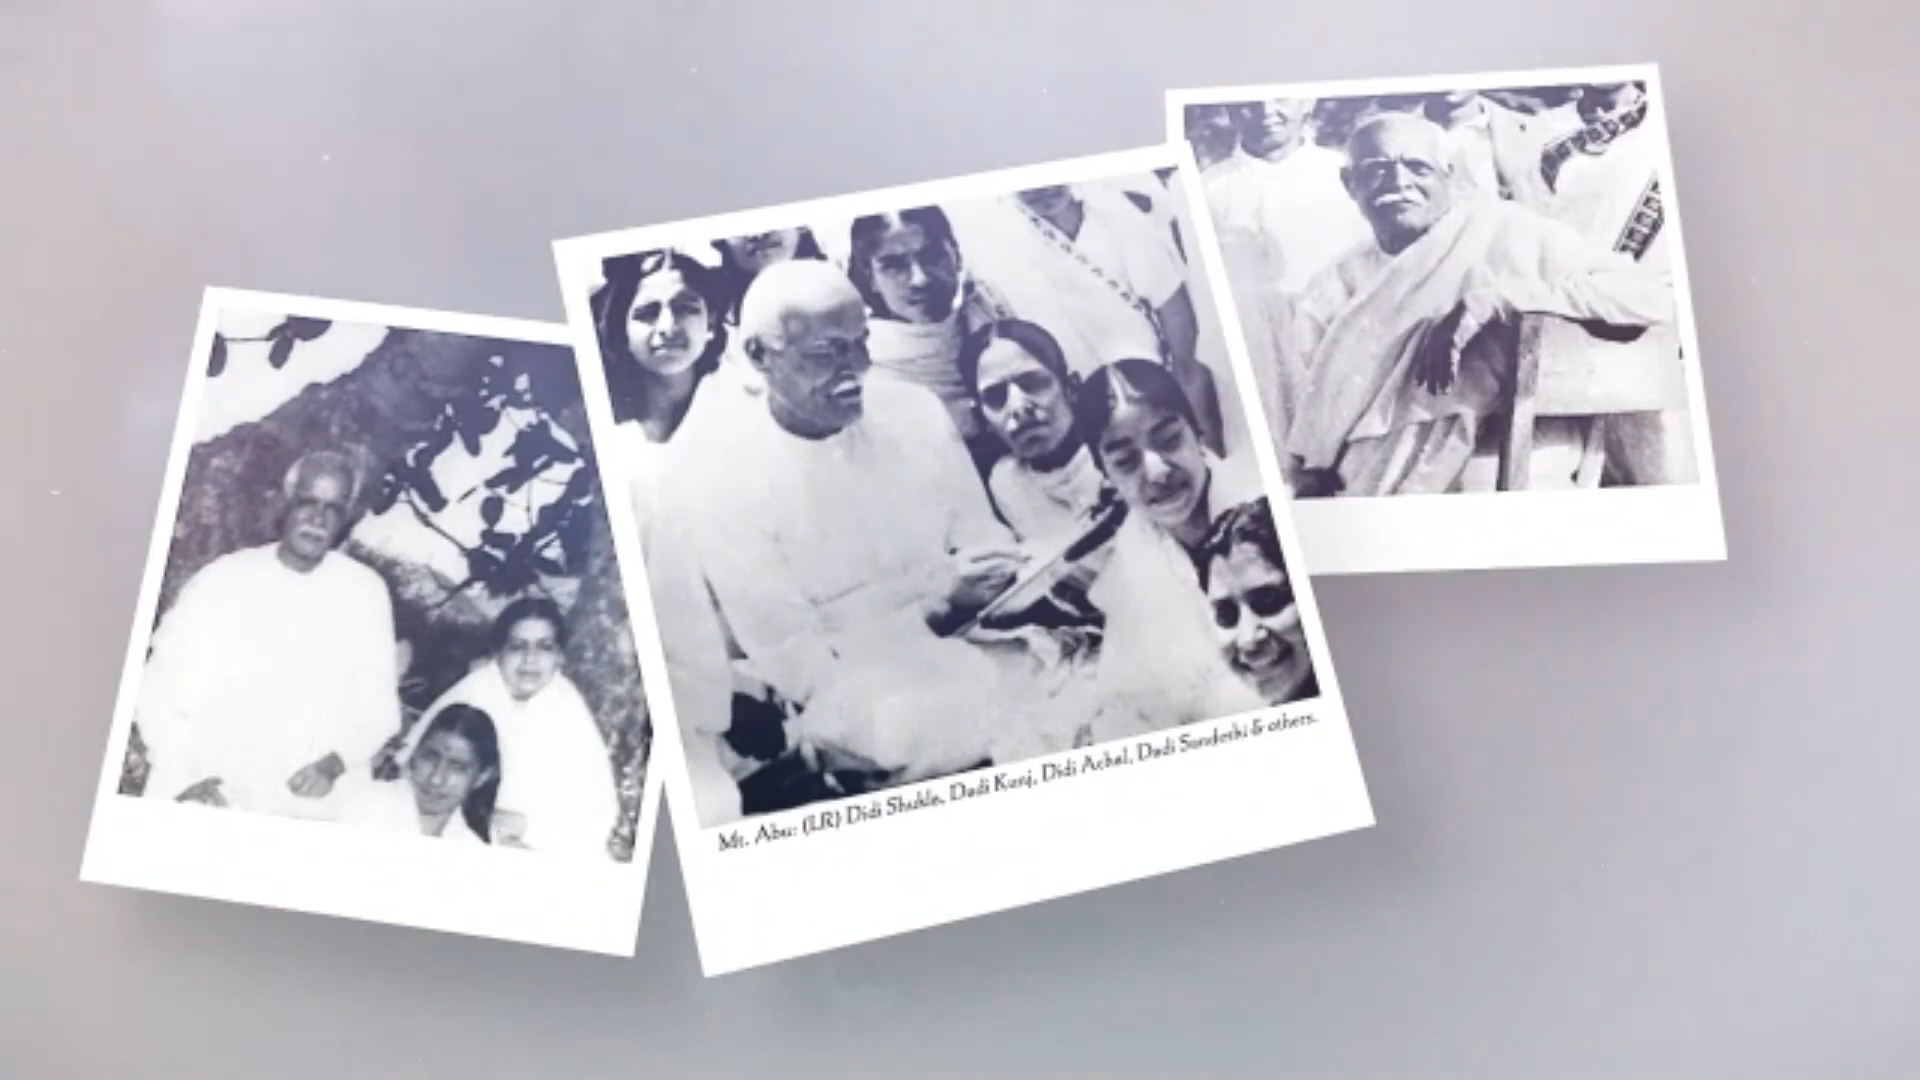 Mt. Abu: (LR) Didi Shukla, Dadi Kunj, Didi Achal, Dadi Sandeshi & others.